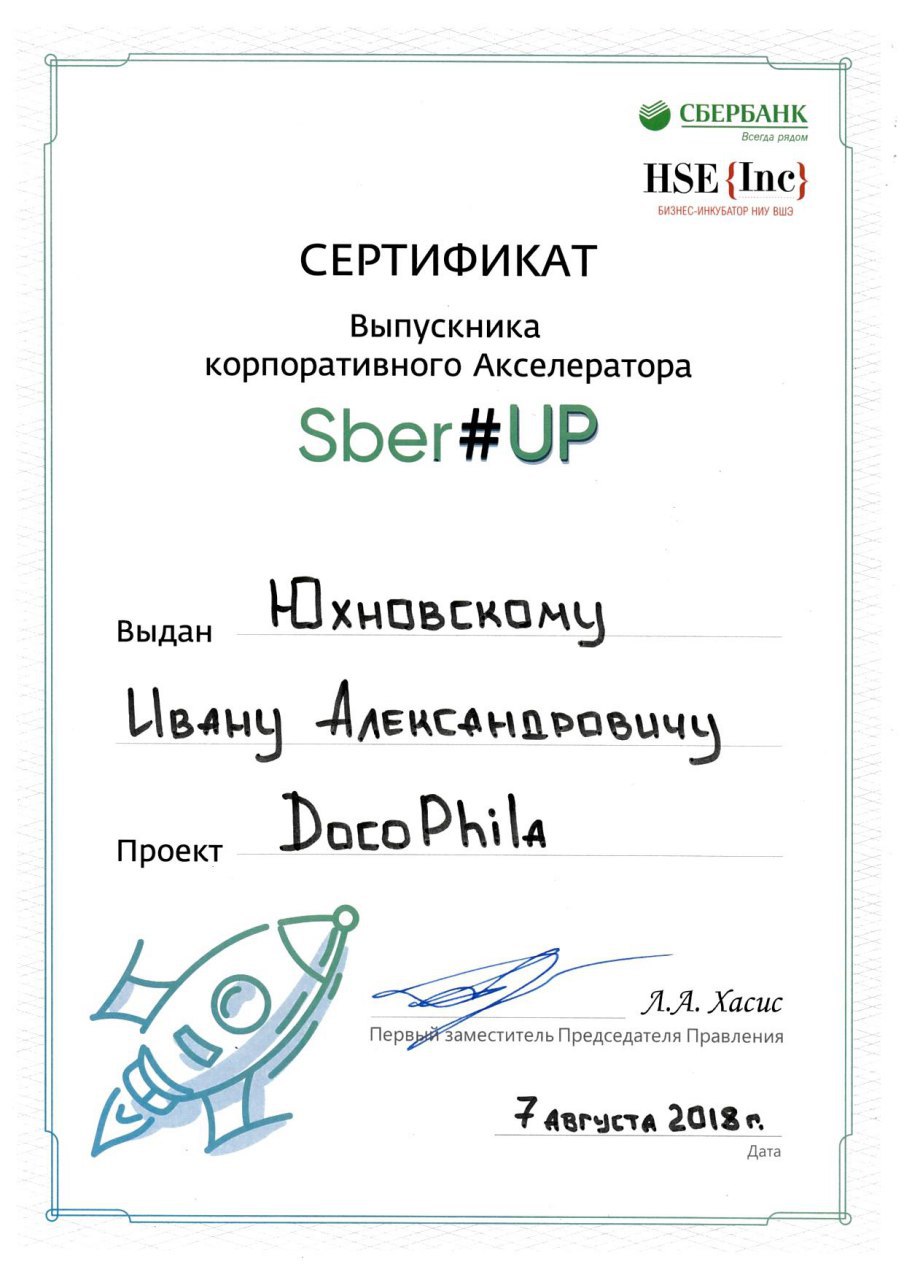 СБЕРБАНК
Всегда рядом
HSE {Inc}
БИЗНЕС-ИНКУБАТОР НИУ ВШЭ
СЕРТИФИКАТ
Выпускника
корпоративного Акселератора
Sber#UP
Выдан Юхновскому
Ивану Александровичу
Проект DocoPhila
Л.А. Хасис
Первый заместитель Председателя Правления
7 августа 2018 г.
Дата